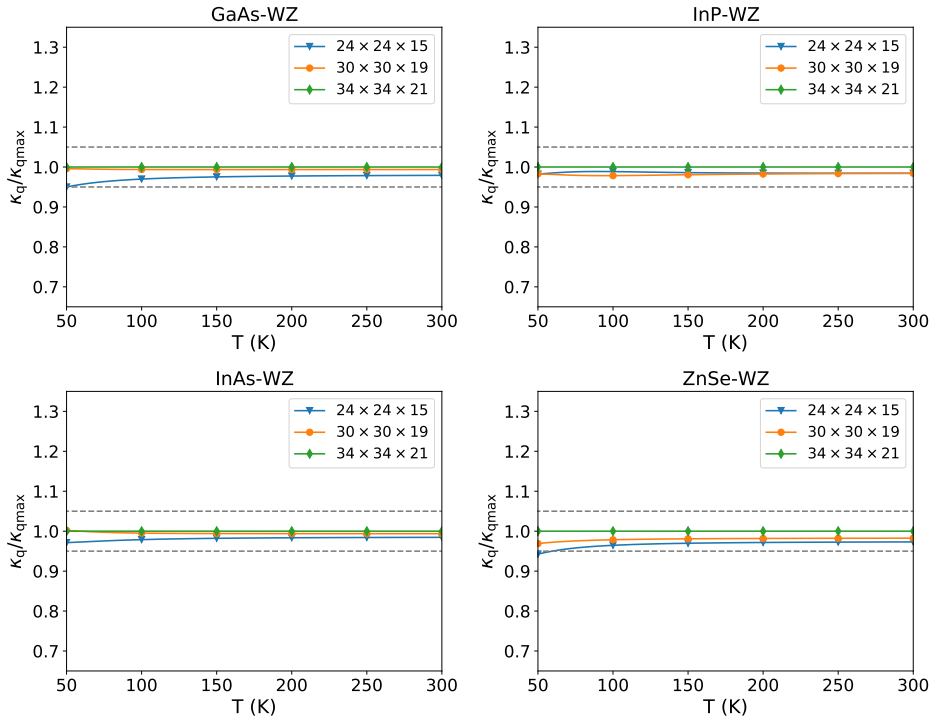 GaAs-WZ
κq/κqmax
1.3
1.2
1.1
1.0
0.9
0.8
0.7
24 × 24 × 15
30 × 30 × 19
34 × 34 × 21
50 100 150 200 250 300
T (K)
InP-WZ
κq/κqmax
1.3
1.2
1.1
1.0
0.9
0.8
0.7
24 × 24 × 15
30 × 30 × 19
34 × 34 × 21
50 100 150 200 250 300
T (K)
InAs-WZ
κq/κqmax
1.3
1.2
1.1
1.0
0.9
0.8
0.7
24 × 24 × 15
30 × 30 × 19
34 × 34 × 21
50 100 150 200 250 300
T (K)
ZnSe-WZ
κq/κqmax
1.3
1.2
1.1
1.0
0.9
0.8
0.7
24 × 24 × 15
30 × 30 × 19
34 × 34 × 21
50 100 150 200 250 300
T (K)